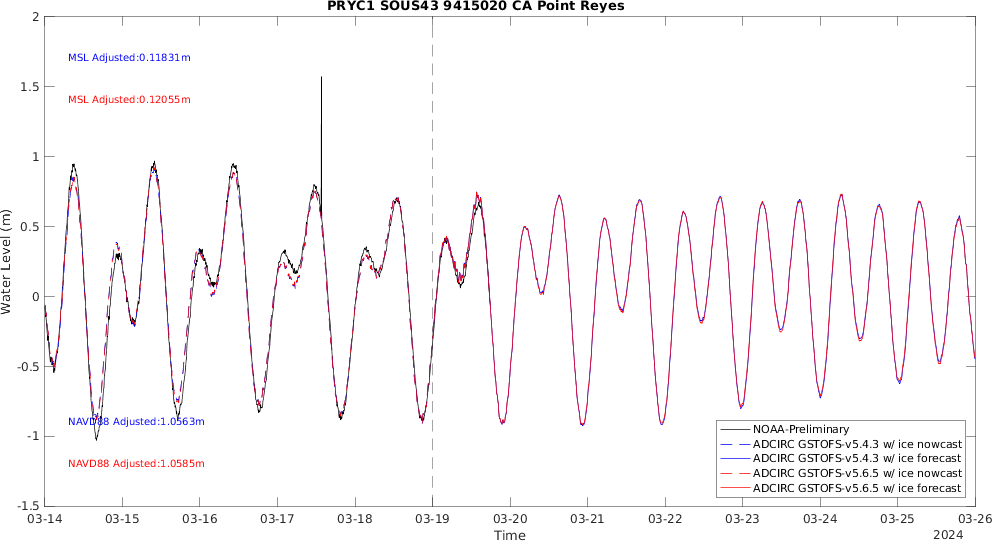 PRYC1 SOUS43 9415020 CA Point Reyes
2
1.5
1
0.5
0
-0.5
-1
-1.5
Water Level (m)
MSL Adjusted:0.11831m
MSL Adjusted:0.12055m
NAVD88 Adjusted:1.0563m
NAVD88 Adjusted:1.0585m
NOAA-Preliminary
ADCIRC GSTOFS-v5.4.3 w/ ice nowcast
ADCIRC GSTOFS-v5.4.3 w/ ice forecast
ADCIRC GSTOFS-v5.6.5 w/ ice nowcast
ADCIRC GSTOFS-v5.6.5 w/ ice forecast
03-14 03-15 03-16 03-17 03-18 03-19 03-20 03-21 03-22 03-23 03-24 03-25 03-26
Time
2024